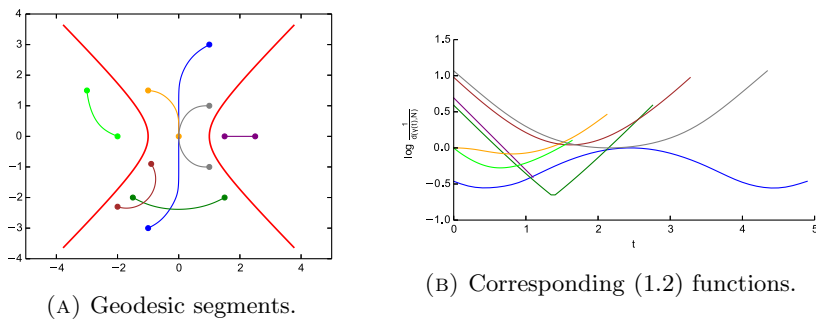 4
3
2
1
0
−1
−2
−3
−4
−4 −2 0 2 4
(A) Geodesic segments.
1.5
1.0
0.5
0.0
−0.5
−1.0
log 1/d(γ(t),N)
0 1 2 3 4 5
t
(B) Corresponding (1.2) functions.